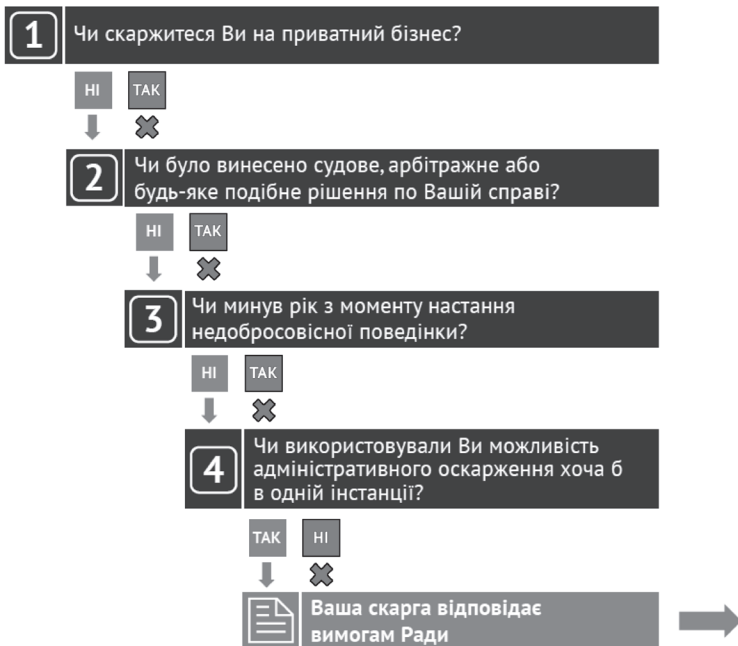 1 Чи скаржитеся Ви на приватний бізнес?
НІ ТАК
2 Чи було винесено судове, арбітражне або
будь-яке подібне рішення по Вашій справі?
НІ ТАК
3 Чи минув рік з моменту настання
недобросовісної поведінки?
НІ ТАК
4 Чи використовували Ви можливість
адміністративного оскарження хоча б
в одній інстанції?
ТАК НІ
Ваша скарга відповідає
вимогам Ради